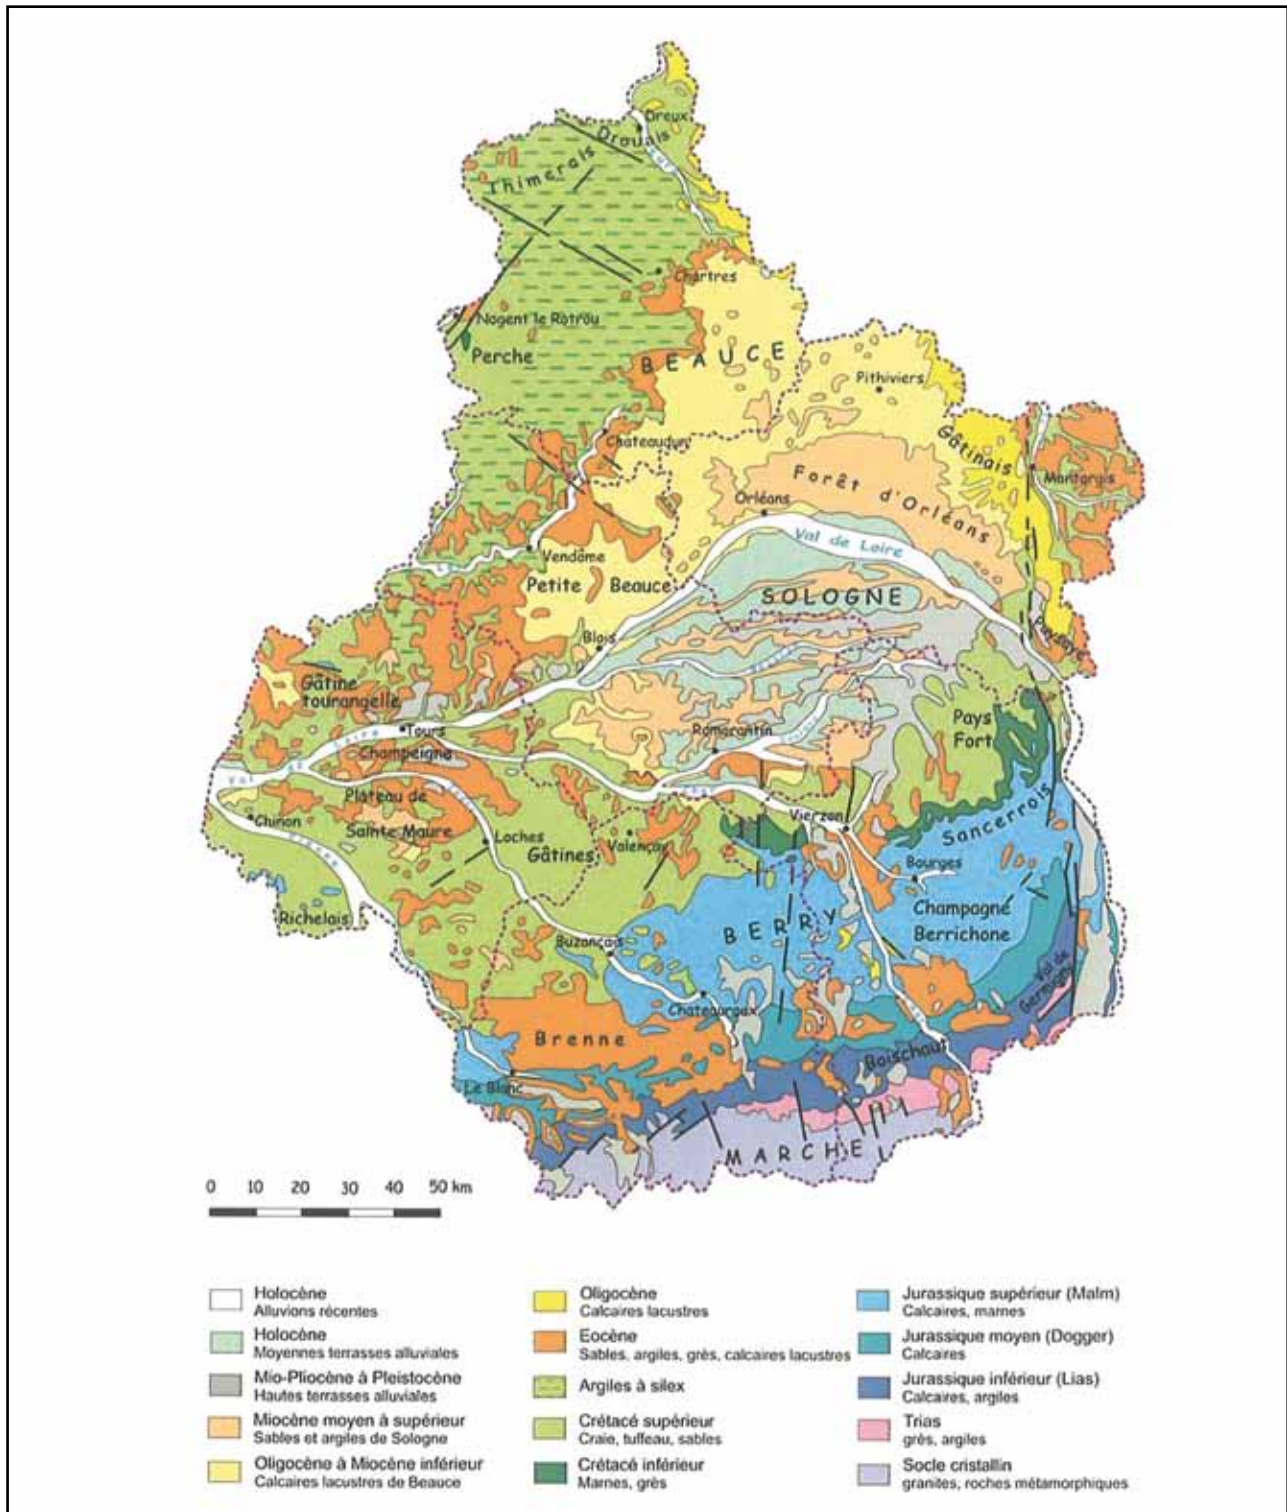 Dreux
Drouais
Thimerais
Eure
Chartres
Nogent le Rotrou
Perche
BEAUCE
Pithiviers
Chateaudun
Gâtinais
Montargis
Forêt d'Orléans
Orléans
Val de Loire
Vendôme
Petite Beauce
SOLOGNE
Blois
Puysaye
Gâtine
tourangelle
Pays
Fort
Romorantin
Tours
Loire
Champeigne
Val de
Plateau de
Sainte Maure
Chinon
Vienne
Loches
Gâtines
Valençay
Cher
Vierzon
Sancerrois
Bourges
Champagne
Berrichone
Richelais
BERRY
Buzançais
Chateauroux
Val de
Germigny
Brenne
Boischaut
Le Blanc
MARCHE
0 10 20 30 40 50 km
Holocène
Alluvions récentes
Holocène
Moyennes terrasses alluviales
Mio-Pliocène à Pleistocène
Hautes terrasses alluviales
Miocène moyen à supérieur
Sables et argiles de Sologne
Oligocène à Miocène inférieur
Calcaires lacustres de Beauce
Oligocène
Calcaires lacustres
Eocène
Sables, argiles, grès, calcaires lacustres
Argiles à silex
Crétacé supérieur
Craie, tuffeau, sables
Crétacé inférieur
Marnes, grès
Jurassique supérieur (Malm)
Calcaires, marnes
Jurassique moyen (Dogger)
Calcaires
Jurassique inférieur (Lias)
Calcaires, argiles
Trias
grès, argiles
Socle cristallin
granites, roches métamorphiques